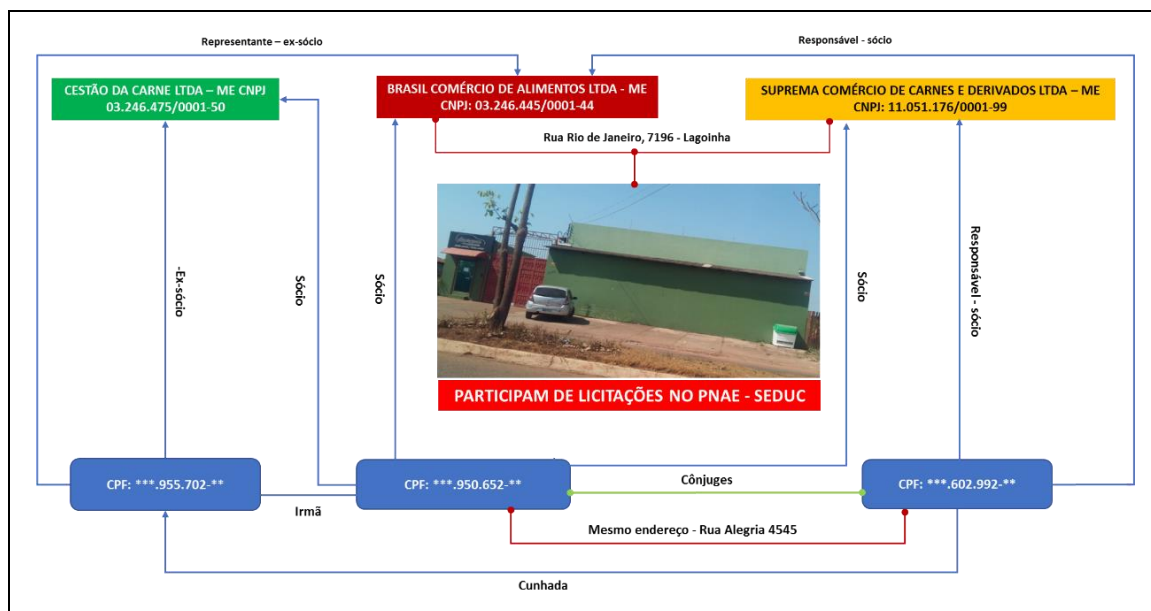 Representante – ex-sócio
Responsável - sócio
CESTÃO DA CARNE LTDA – ME CNPJ
03.246.475/0001-50
BRASIL COMÉRCIO DE ALIMENTOS LTDA - ME
CNPJ: 03.246.445/0001-44
SUPREMA COMÉRCIO DE CARNES E DERIVADOS LTDA – ME
CNPJ: 11.051.176/0001-99
Rua Rio de Janeiro, 7196 - Lagoinha
-Ex-sócio
Sócio
Sócio
Sócio
Responsável - sócio
PARTICIPAM DE LICITAÇÕES NO PNAE - SEDUC
CPF: ***.955.702-**
CPF: ***.950.652-**
CPF: ***.602.992-**
Irmã
Cônjuges
Mesmo endereço - Rua Alegria 4545
Cunhada